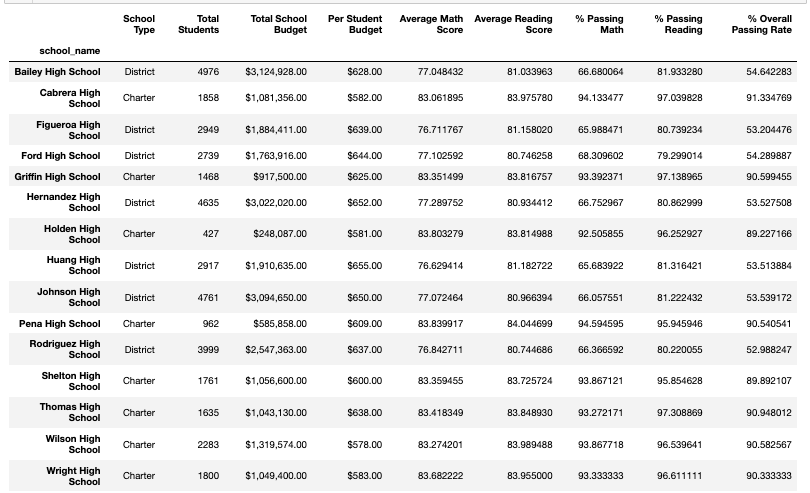 School Type Total Students Total School Budget Per Student Budget Average Math Score Average Reading Score % Passing Math % Passing Reading % Overall Passing Rate
school_name
Bailey High School District 4976 $3,124,928.00 $628.00 77.048432 81.033963 66.680064 81.933280 54.642283
Cabrera High School Charter 1858 $1,081,356.00 $582.00 83.061895 83.975780 94.133477 97.039828 91.334769
Figueroa High School District 2949 $1,884,411.00 $639.00 76.711767 81.158020 65.988471 80.739234 53.204476
Ford High School District 2739 $1,763,916.00 $644.00 77.102592 80.746258 68.309602 79.299014 54.289887
Griffin High School Charter 1468 $917,500.00 $625.00 83.351499 83.816757 93.392371 97.138965 90.599455
Hernandez High School District 4635 $3,022,020.00 $652.00 77.289752 80.934412 66.752967 80.862999 53.527508
Holden High School Charter 427 $248,087.00 $581.00 83.803279 83.814988 92.505855 96.252927 89.227166
Huang High School District 2917 $1,910,635.00 $655.00 76.629414 81.182722 65.683922 81.316421 53.513884
Johnson High School District 4761 $3,094,650.00 $650.00 77.072464 80.966394 66.057551 81.222432 53.539172
Pena High School Charter 962 $585,858.00 $609.00 83.839917 84.044699 94.594595 95.945946 90.540541
Rodriguez High School District 3999 $2,547,363.00 $637.00 76.842711 80.744686 66.366592 80.220055 52.988247
Shelton High School Charter 1761 $1,056,600.00 $600.00 83.359455 83.725724 93.867121 95.854628 89.892107
Thomas High School Charter 1635 $1,043,130.00 $638.00 83.418349 83.848930 93.272171 97.308869 90.948012
Wilson High School Charter 2283 $1,319,574.00 $578.00 83.274201 83.989488 93.867718 96.539641 90.582567
Wright High School Charter 1800 $1,049,400.00 $583.00 83.682222 83.955000 93.333333 96.611111 90.333333